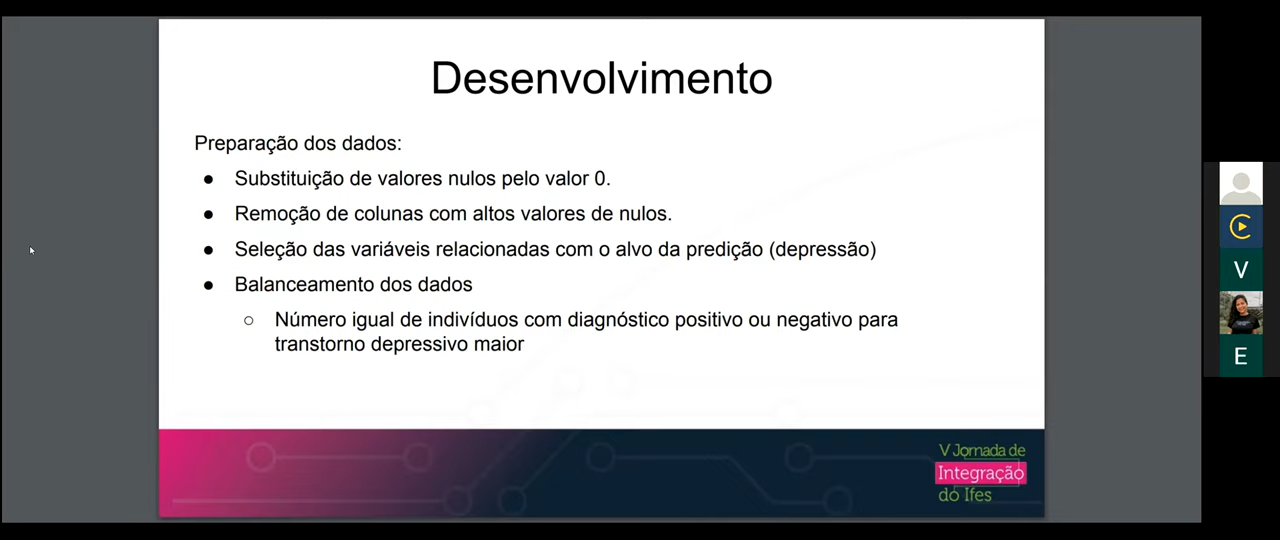 Desenvolvimento
Preparação dos dados:
● Substituição de valores nulos pelo valor 0.
● Remoção de colunas com altos valores de nulos.
● Seleção das variáveis relacionadas com o alvo da predição (depressão)
● Balanceamento dos dados
○ Número igual de indivíduos com diagnóstico positivo ou negativo para
transtorno depressivo maior
V Jornada de
Integração
do Ifes
V
E